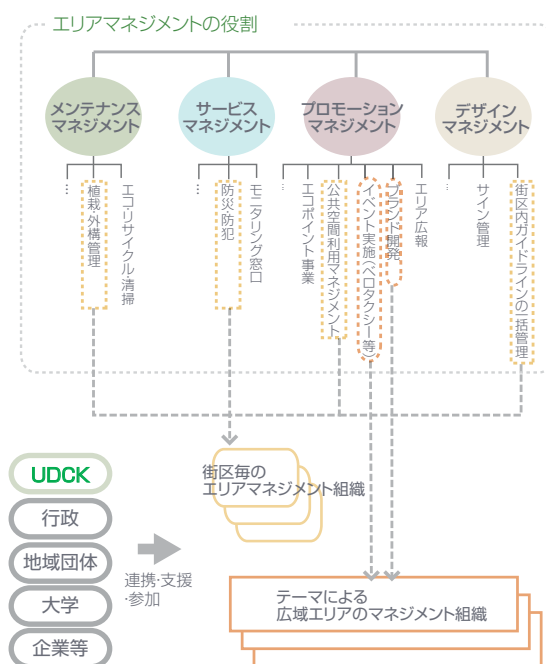 エリアマネジメントの役割
メンテナンス
マネジメント
サービス
マネジメント
プロモーション
マネジメント
デザイン
マネジメント
エコ・リサイクル・清掃
植栽・外構管理
…
モニタリング窓口
防災・防犯
…
エリア広報
ブランド開発
イベント実施(ベロタクシー等)
公共空間利用マネジメント
エコポイント事業
…
街区内ガイドラインの一括管理
サイン管理
…
街区毎の
エリアマネジメント組織
UDCK
行政
地域団体
大学
企業等
連携・支援
・参加
テーマによる
広域エリアのマネジメント組織